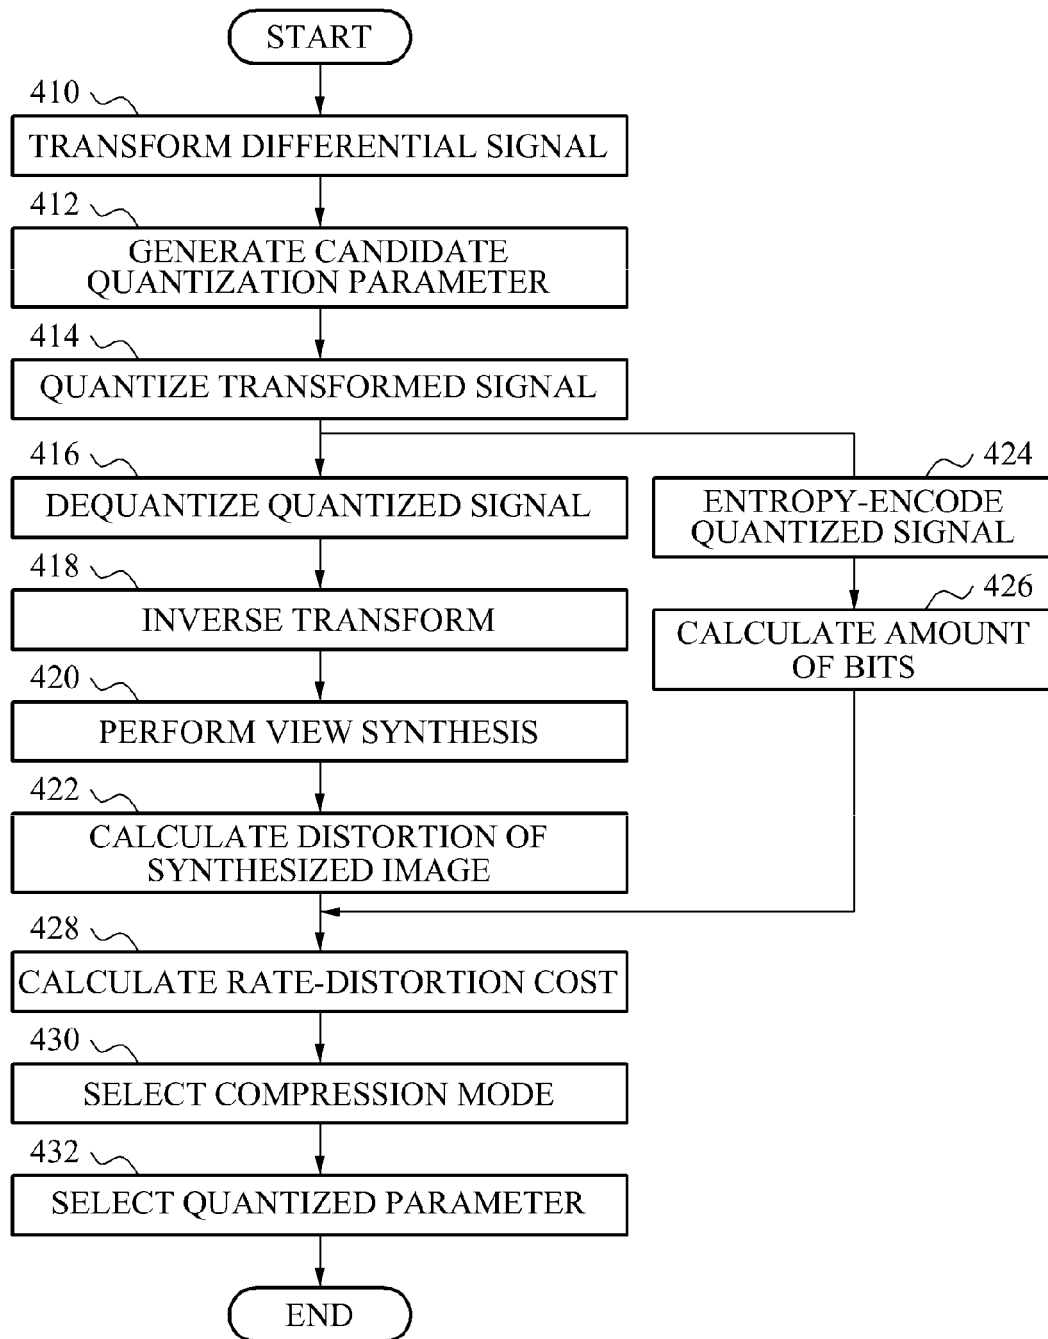 START
410
TRANSFORM DIFFERENTIAL SIGNAL
412
GENERATE CANDIDATE
QUANTIZATION PARAMETER
414
QUANTIZE TRANSFORMED SIGNAL
416
DEQUANTIZE QUANTIZED SIGNAL
418
INVERSE TRANSFORM
420
PERFORM VIEW SYNTHESIS
422
CALCULATE DISTORTION OF
SYNTHESIZED IMAGE
424
ENTROPY-ENCODE
QUANTIZED SIGNAL
426
CALCULATE AMOUNT
OF BITS
428
CALCULATE RATE-DISTORTION COST
430
SELECT COMPRESSION MODE
432
SELECT QUANTIZED PARAMETER
END